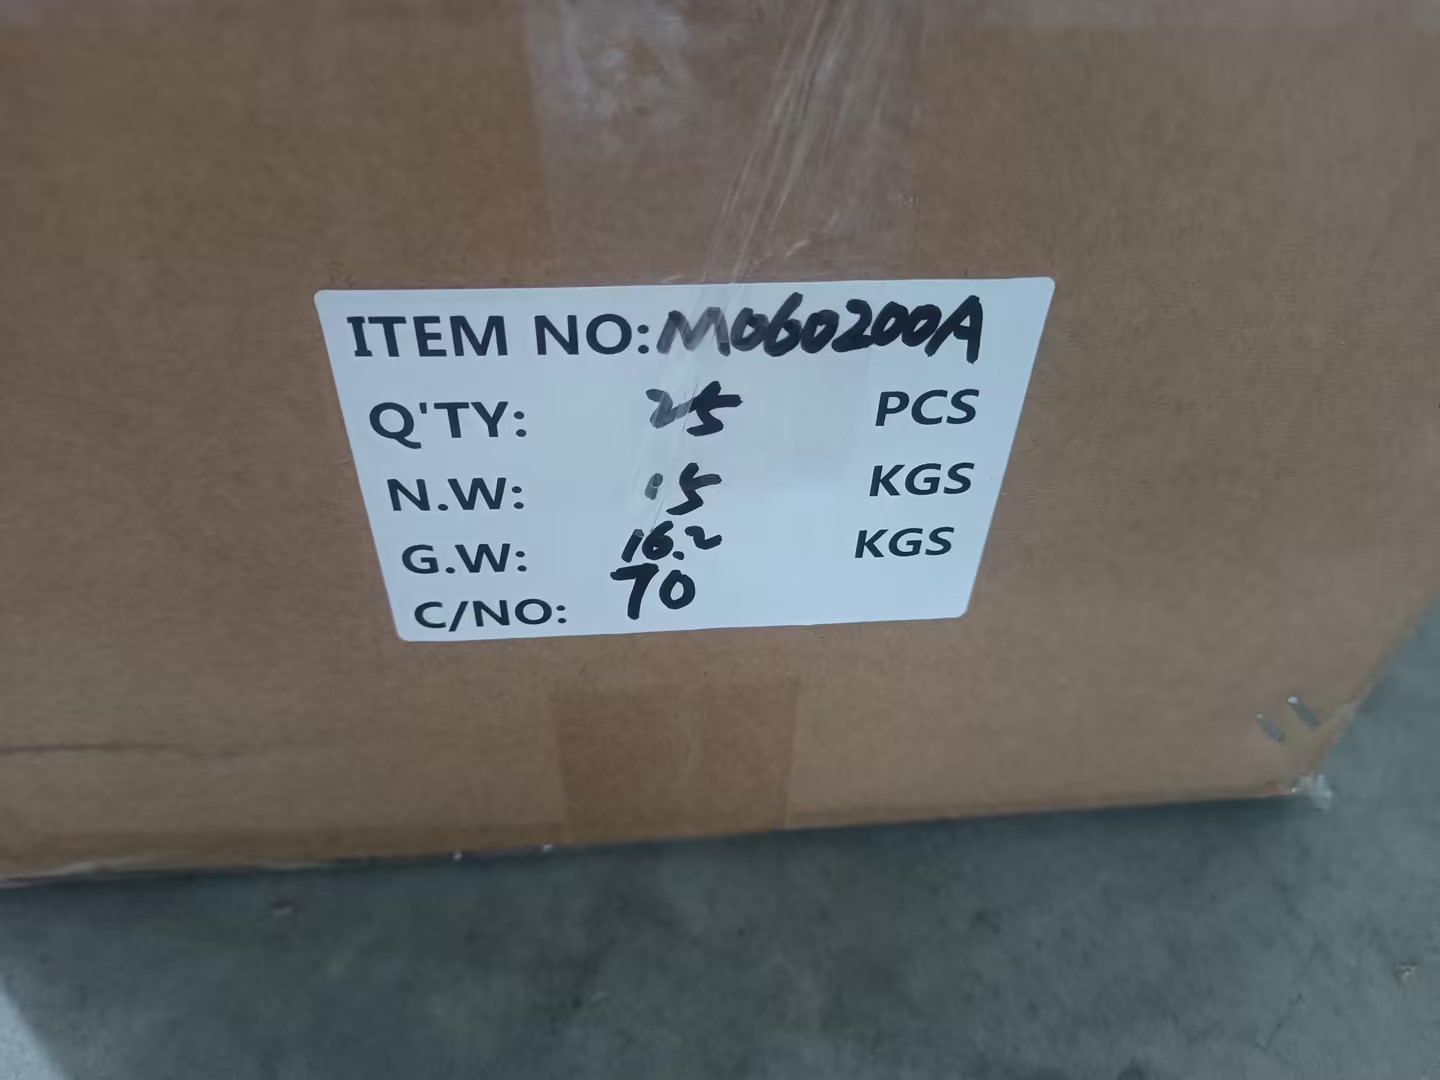 ITEM NO: M060200A
Q'TY: 25 PCS
N.W: 15 KGS
G.W: 16.2 KGS
C/NO: 70